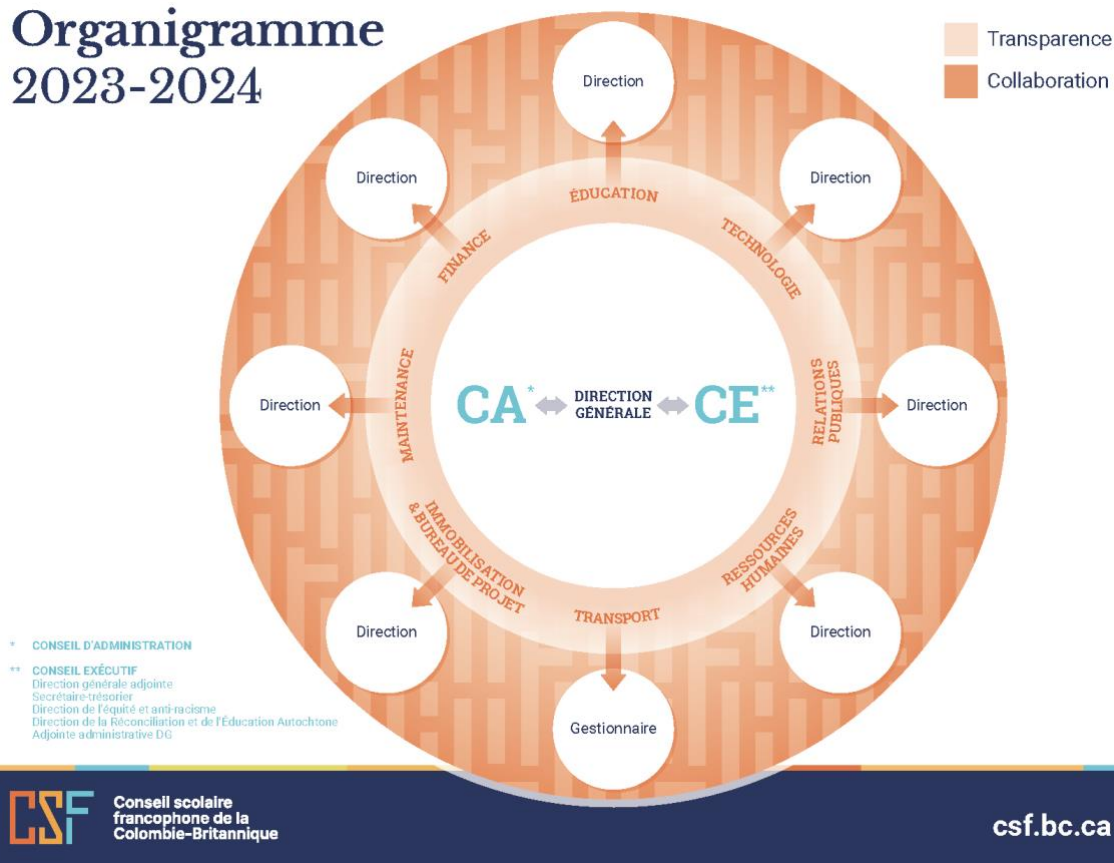 Organigramme
2023-2024
Transparence
Collaboration
Direction
Direction
Direction
ÉDUCATION
FINANCE
TECHNOLOGIE
MAINTENANCE
RELATIONS
PUBLIQUES
Direction
CA*
DIRECTION
GÉNÉRALE
CE**
Direction
IMMOBILISATION
& BUREAU DE PROJET
RESSOURCES
HUMAINES
TRANSPORT
Direction
Direction
Gestionnaire
* CONSEIL D'ADMINISTRATION
** CONSEIL EXÉCUTIF
Direction générale adjointe
Secrétaire-trésorier
Direction de l'équité et anti-racisme
Direction de la Réconciliation et de l'Éducation Autochtone
Adjointe administrative DG
CSF
Conseil scolaire
francophone de la
Colombie-Britannique
csf.bc.ca